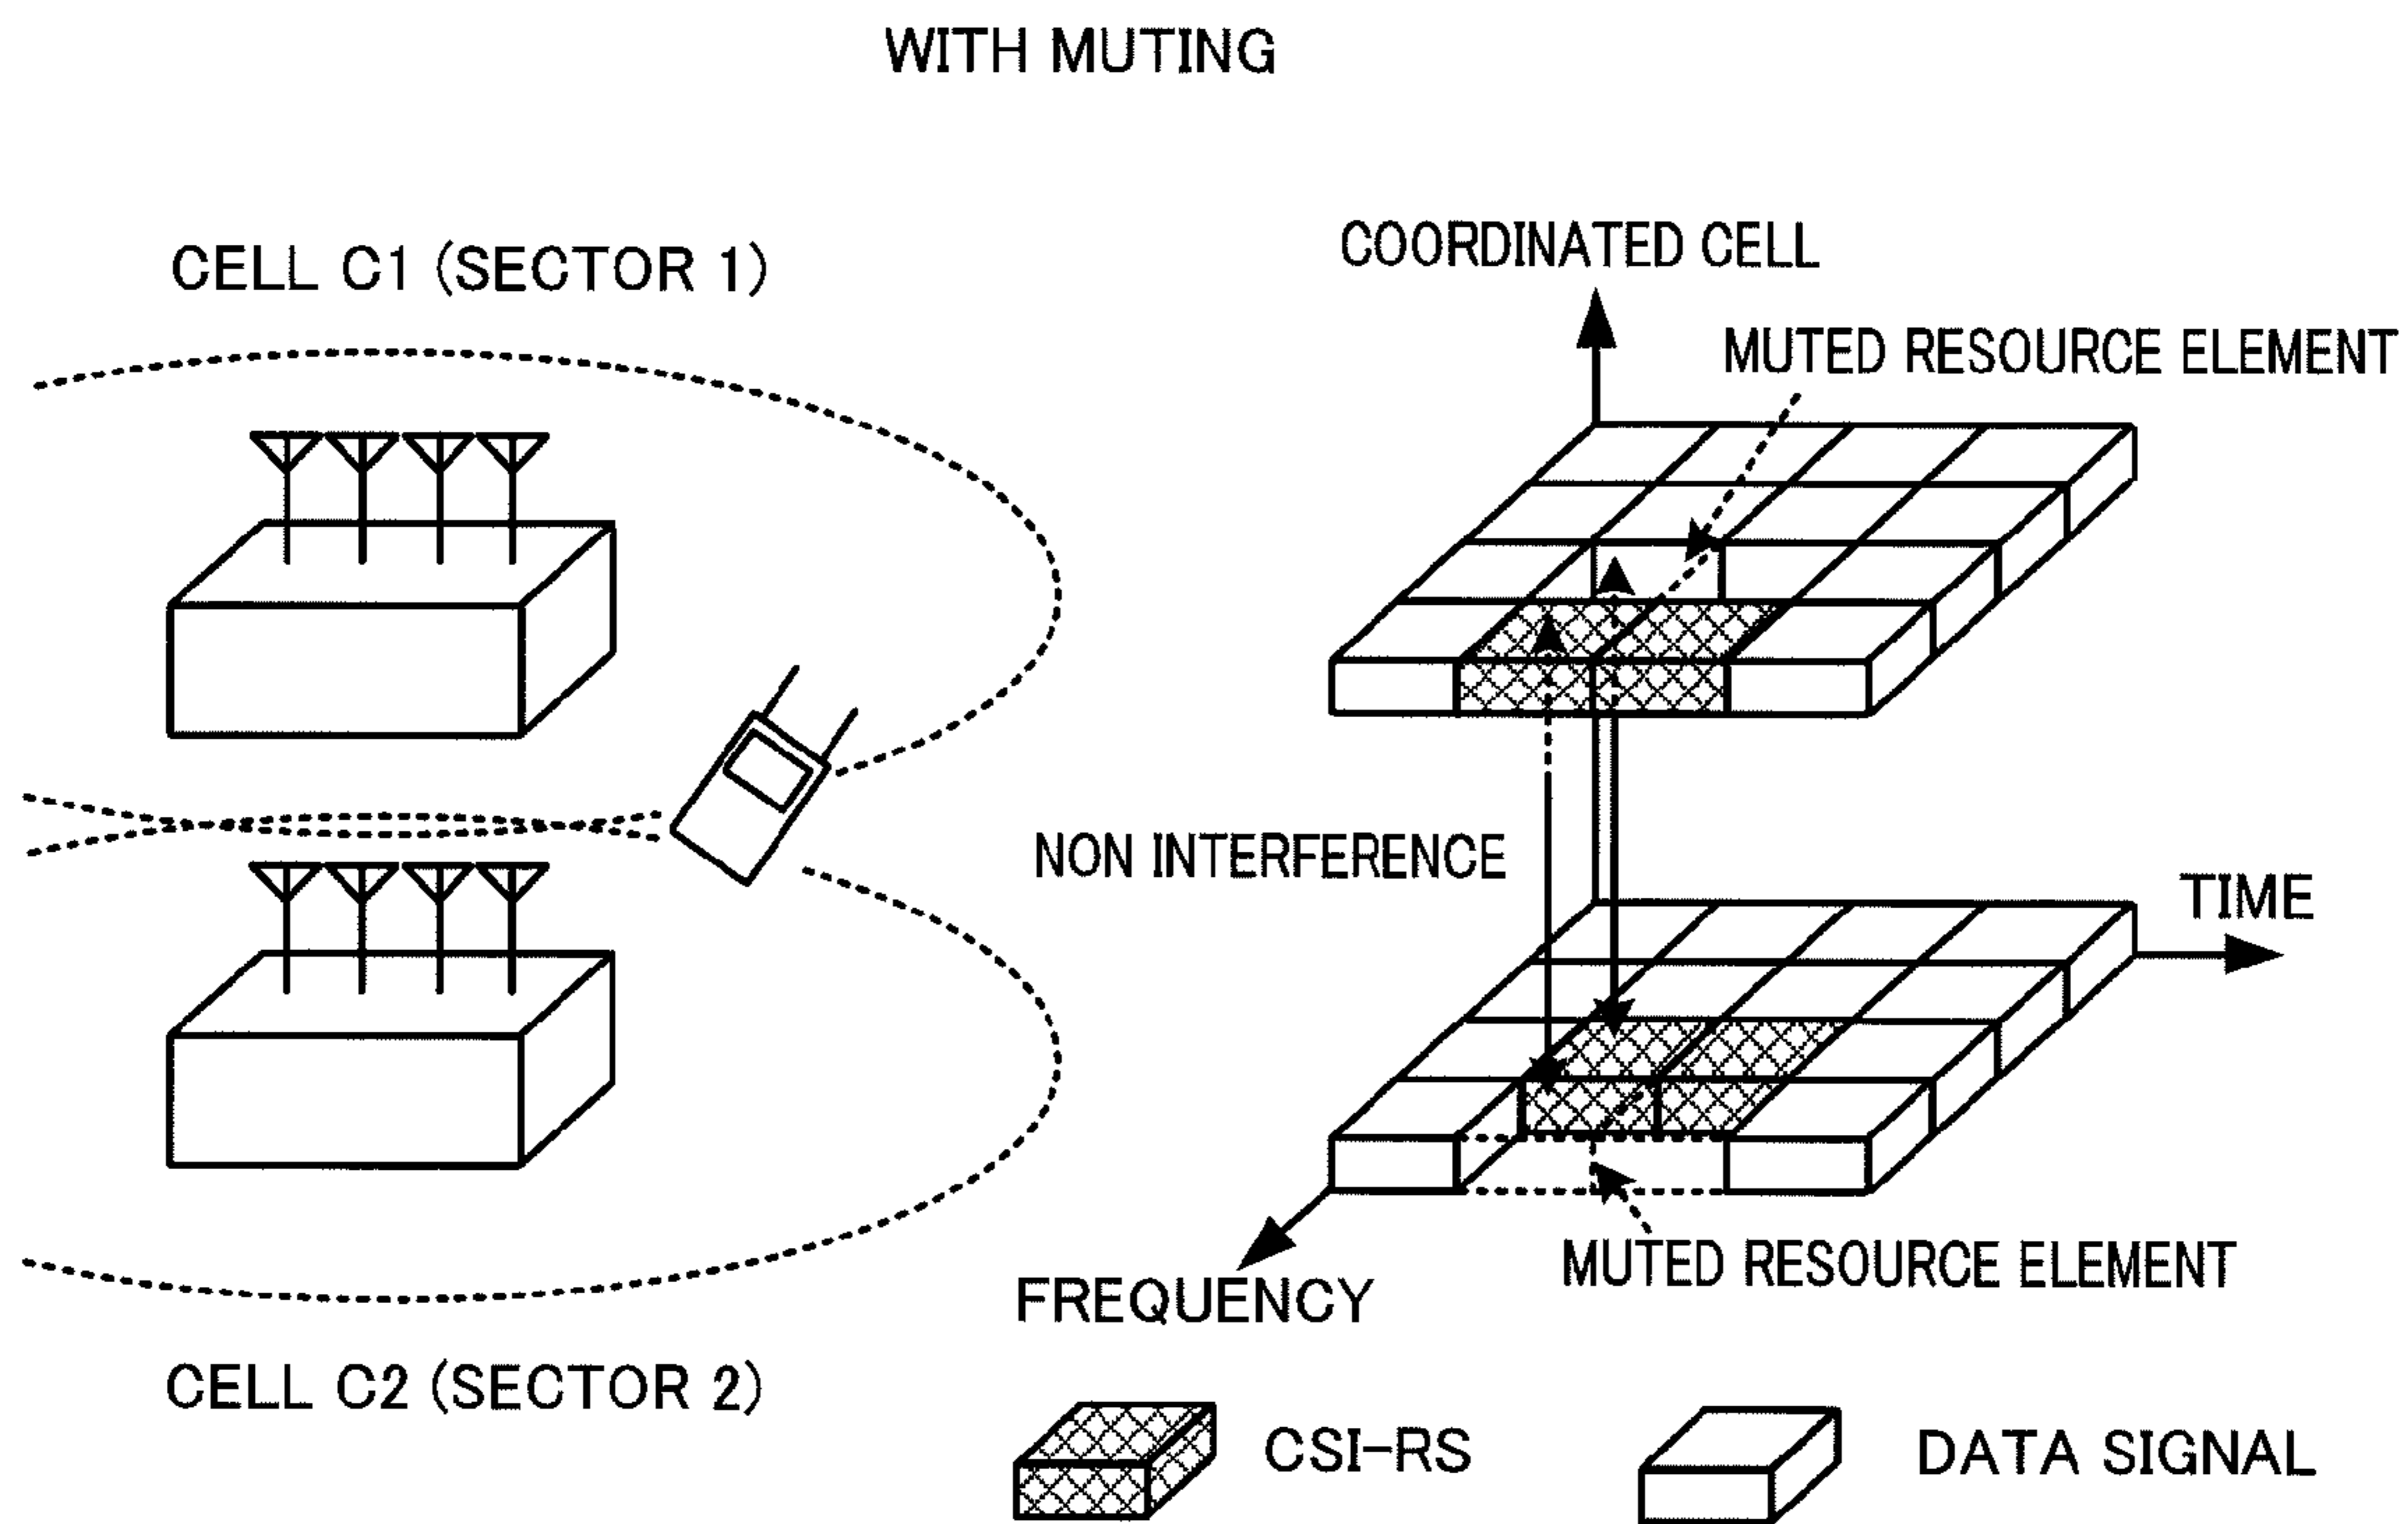 WITH MUTING
CELL C1 (SECTOR 1)
COORDINATED CELL
MUTED RESOURCE ELEMENT
NON INTERFERENCE
TIME
MUTED RESOURCE ELEMENT
FREQUENCY
CELL C2 (SECTOR 2)
CSI-RS
DATA SIGNAL